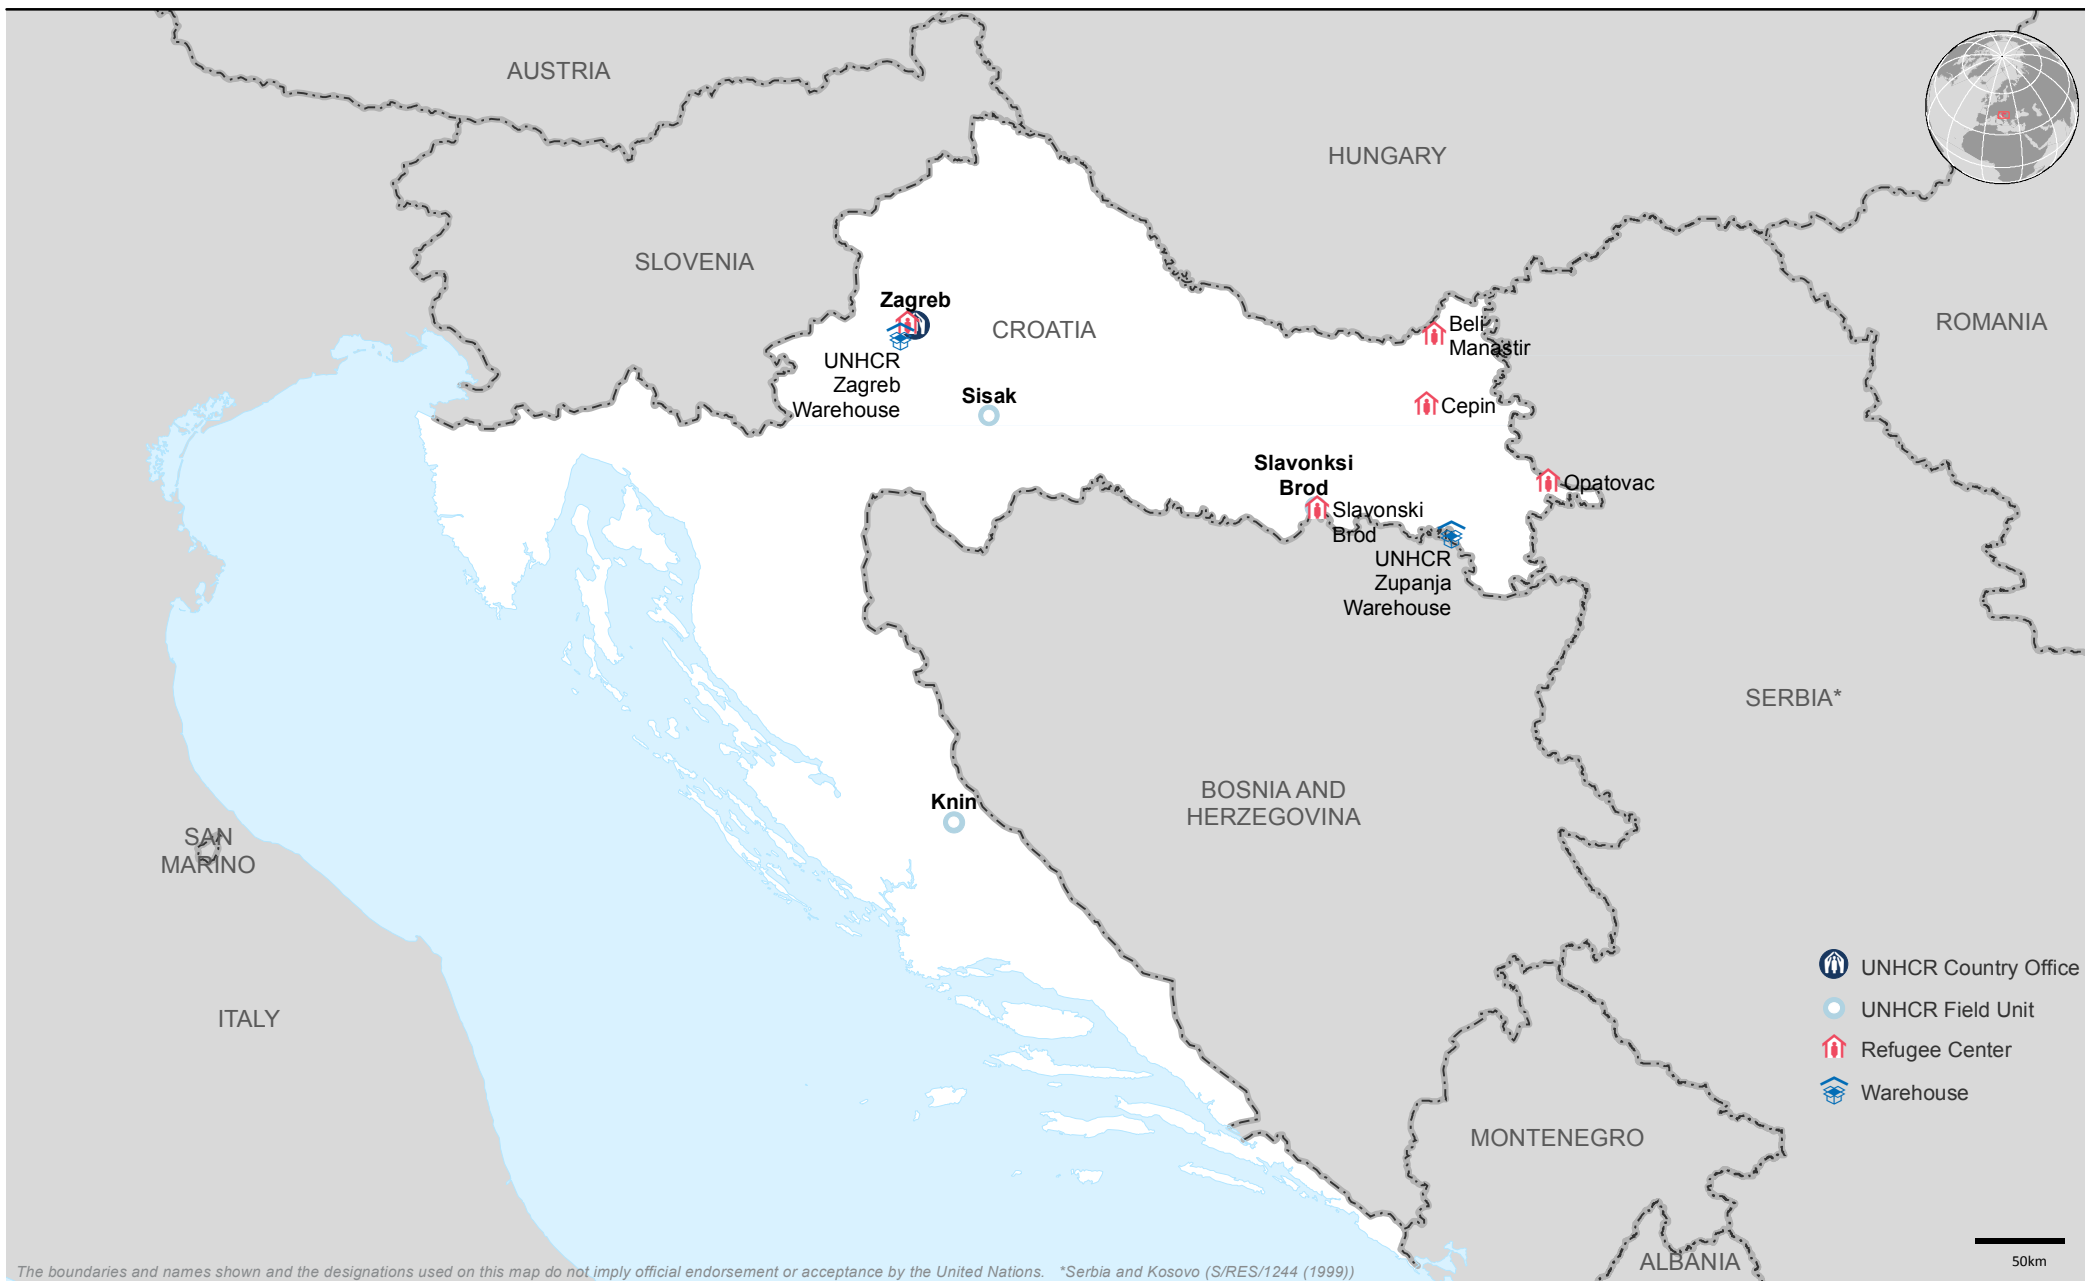 AUSTRIA
HUNGARY
SLOVENIA
ROMANIA
Zagreb
CROATIA
Beli
Manastir
UNHCR
Zagreb
Warehouse
Sisak
Cepin
Slavonksi
Brod
Slavonski
Brod
Opatovac
UNHCR
Zupanja
Warehouse
SERBIA*
BOSNIA AND
HERZEGOVINA
Knin
SAN
MARINO
ITALY
UNHCR Country Office
UNHCR Field Unit
Refugee Center
Warehouse
MONTENEGRO
ALBANIA
50km
The boundaries and names shown and the designations used on this map do not imply official endorsement or acceptance by the United Nations. *Serbia and Kosovo (S/RES/1244 (1999))